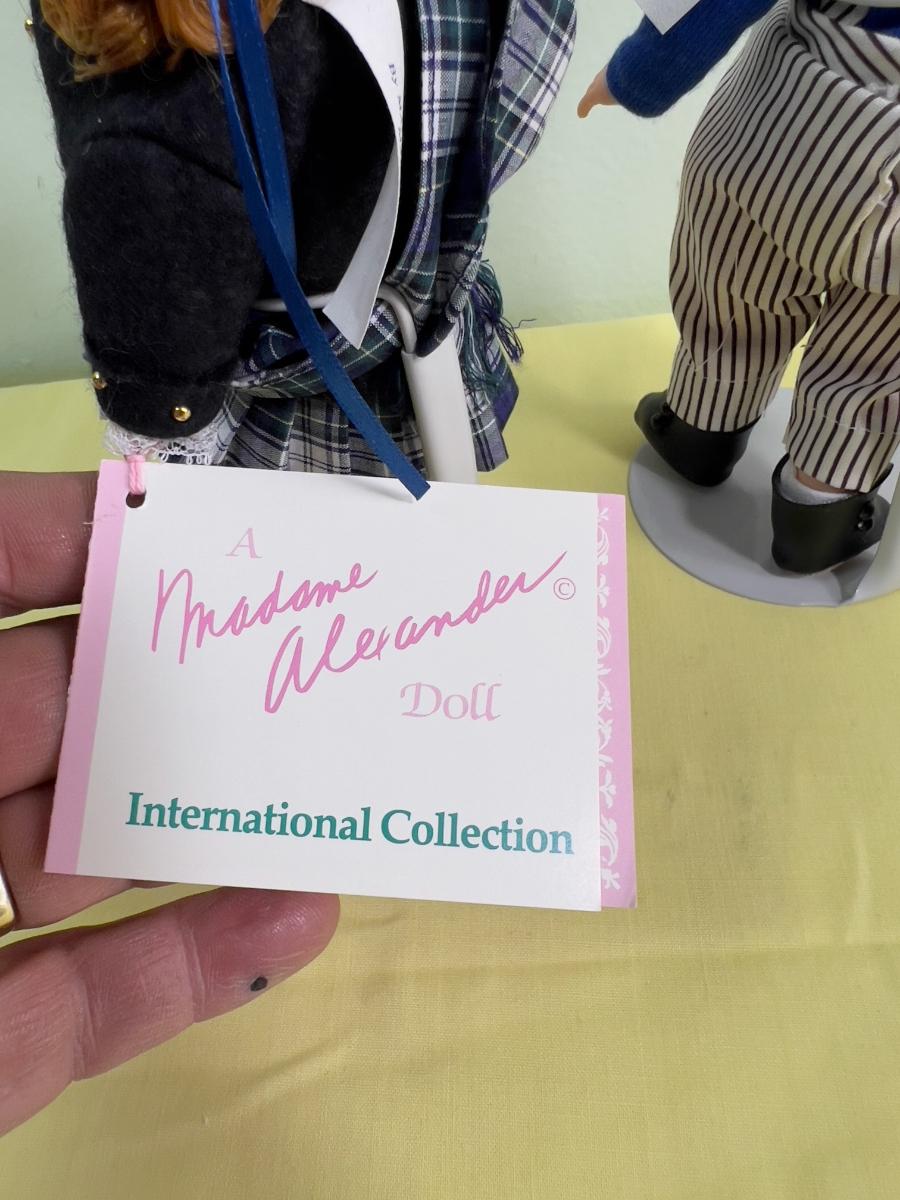 A
Madame
Alexander ©
Doll
International Collection